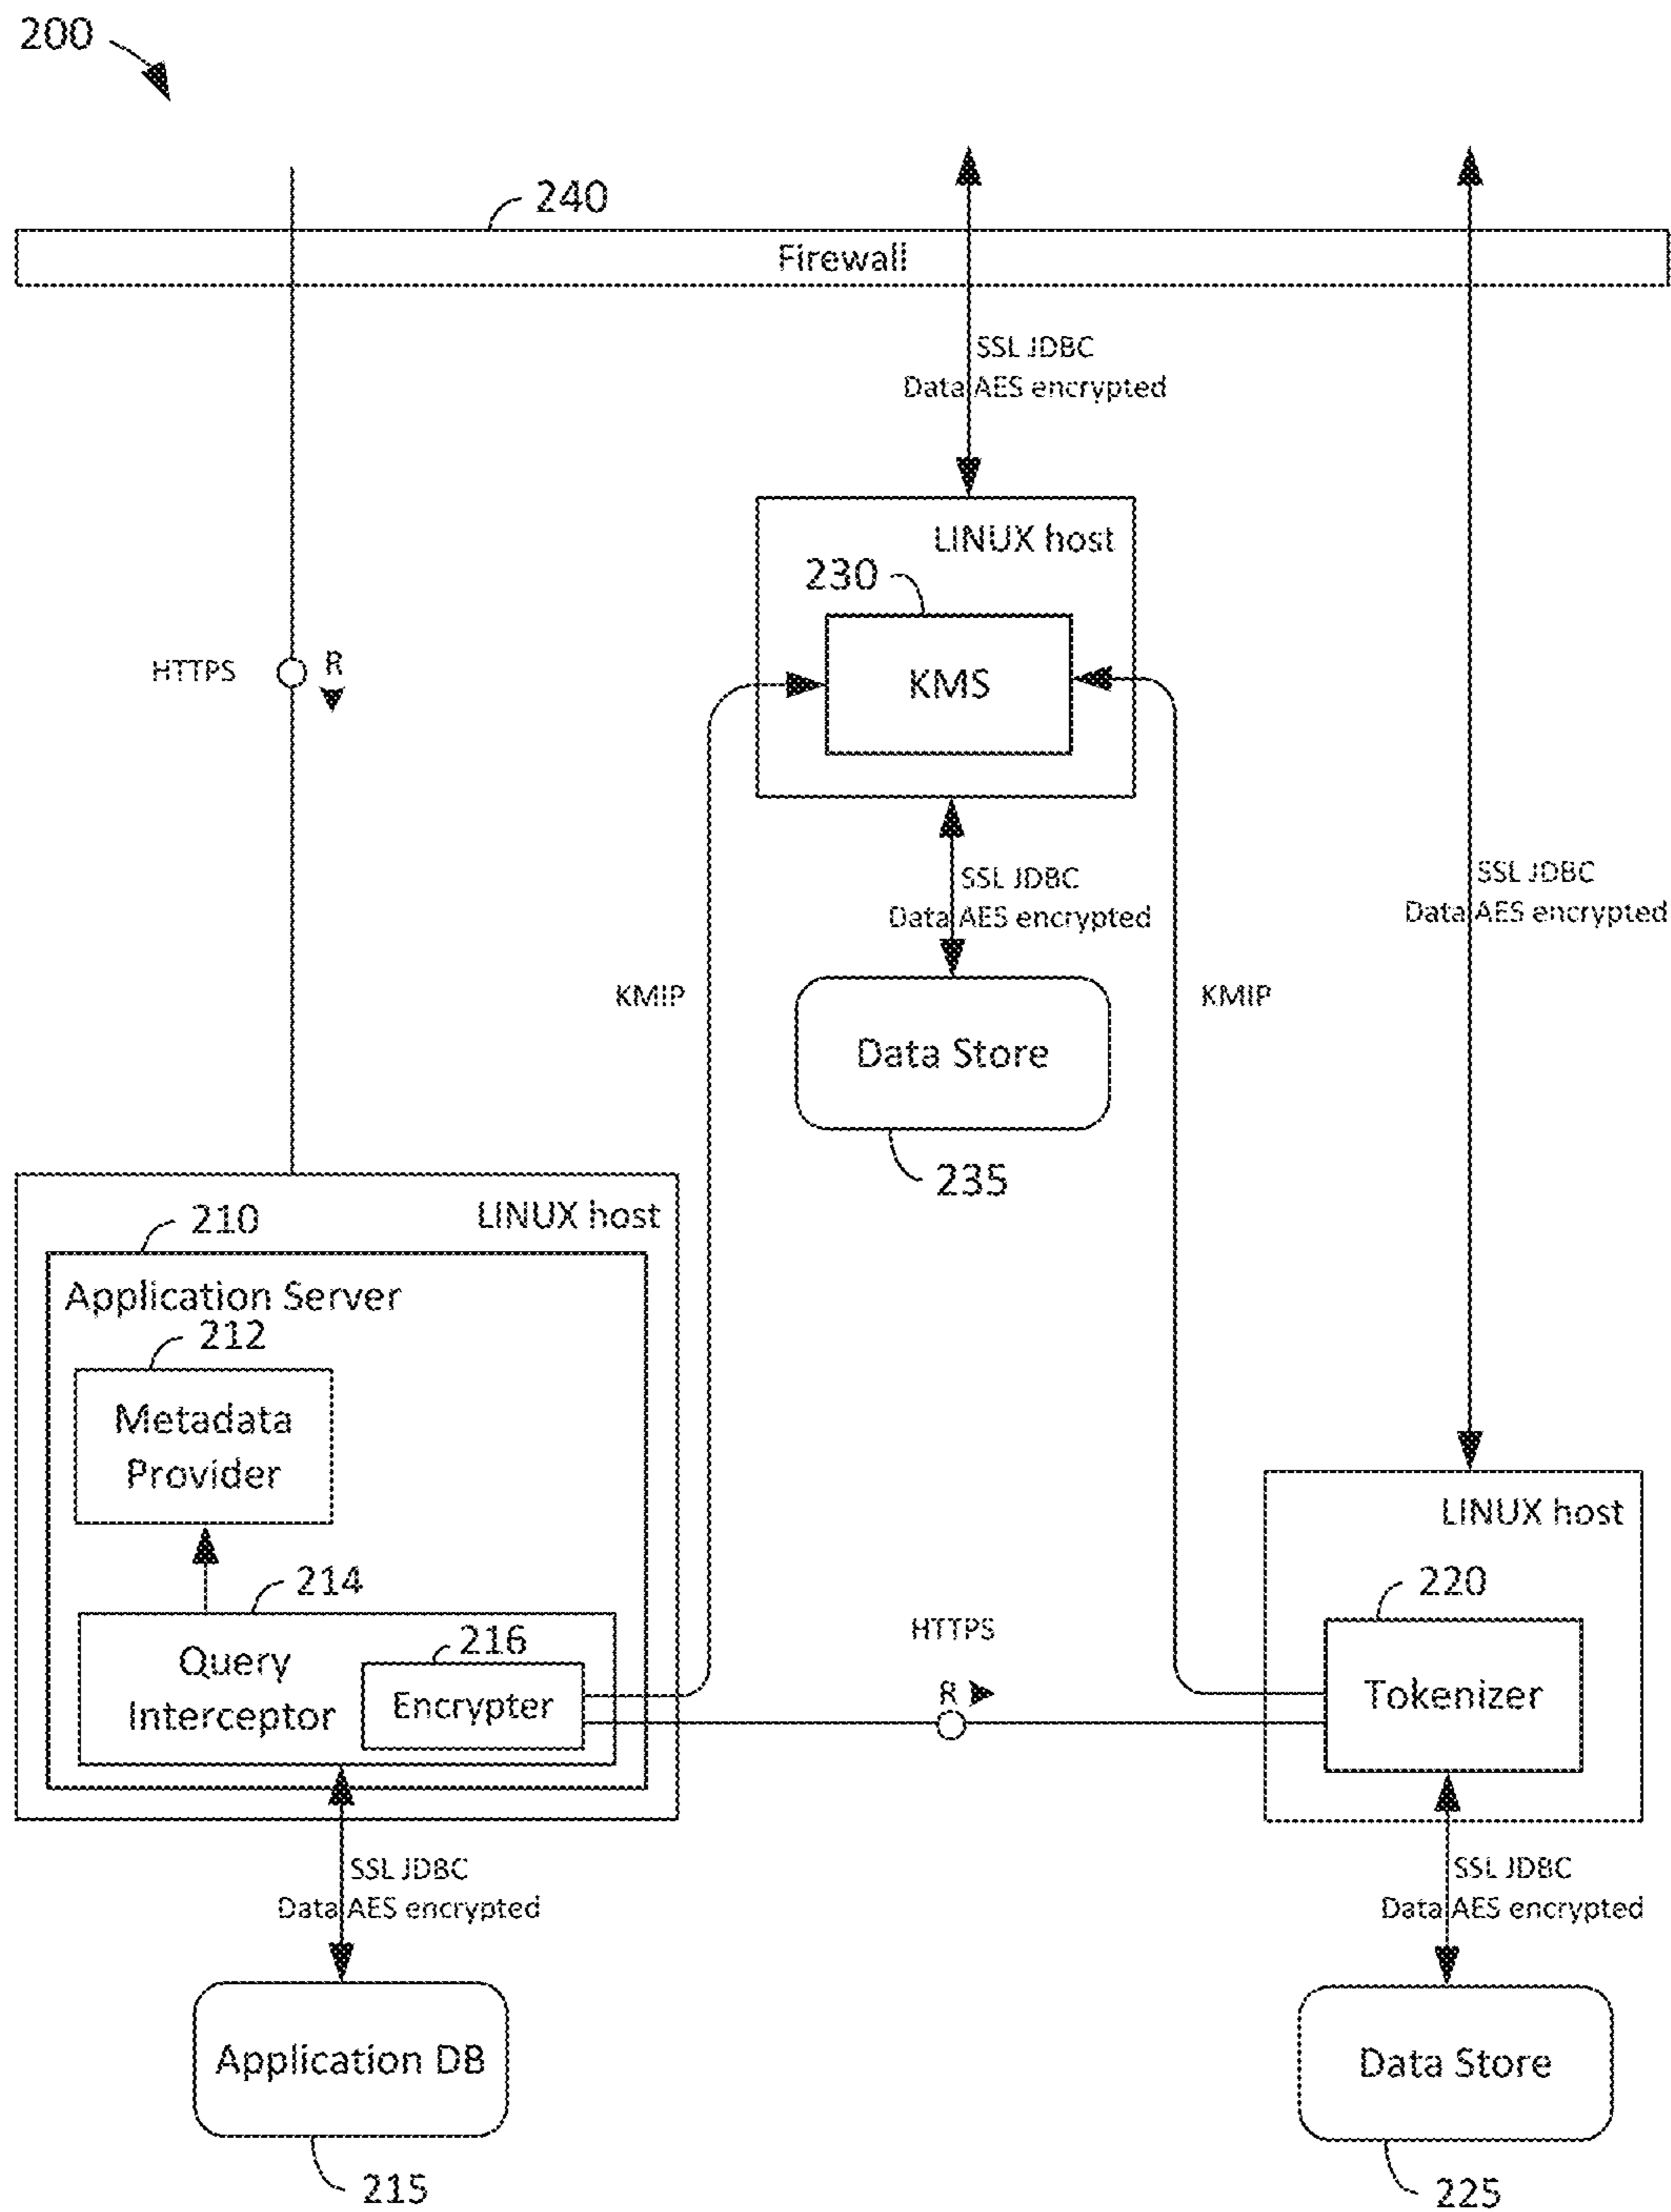 200
240
Firewall
SSL JDBC
Data AES encrypted
LINUX host
230
HTTPS
R
KMS
SSL JDBC
Data AES encrypted
SSL JDBC
Data AES encrypted
KMIP
KMIP
Data Store
235
LINUX host
210
Application Server
212
Metadata
Provider
LINUX host
214
220
216
HTTPS
Query
Interceptor
Encrypter
R
Tokenizer
SSL JDBC
Data AES encrypted
SSL JDBC
Data AES encrypted
Application DB
Data Store
215
225